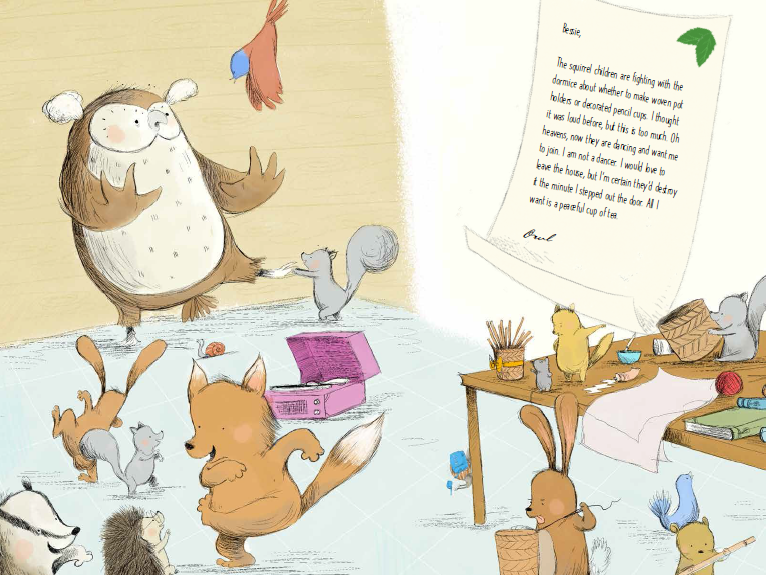 Bessie,
The squirrel children are fighting with the
dormice about whether to make woven pot
holders or decorated pencil cups. I thought
it was loud before, but this is too much. Oh
heavens, now they are dancing and want me
to join. I am not a dancer. I would love to
leave the house, but I'm certain they'd destroy
it the minute I stepped out the door. All I
want is a peaceful cup of tea.
Owl